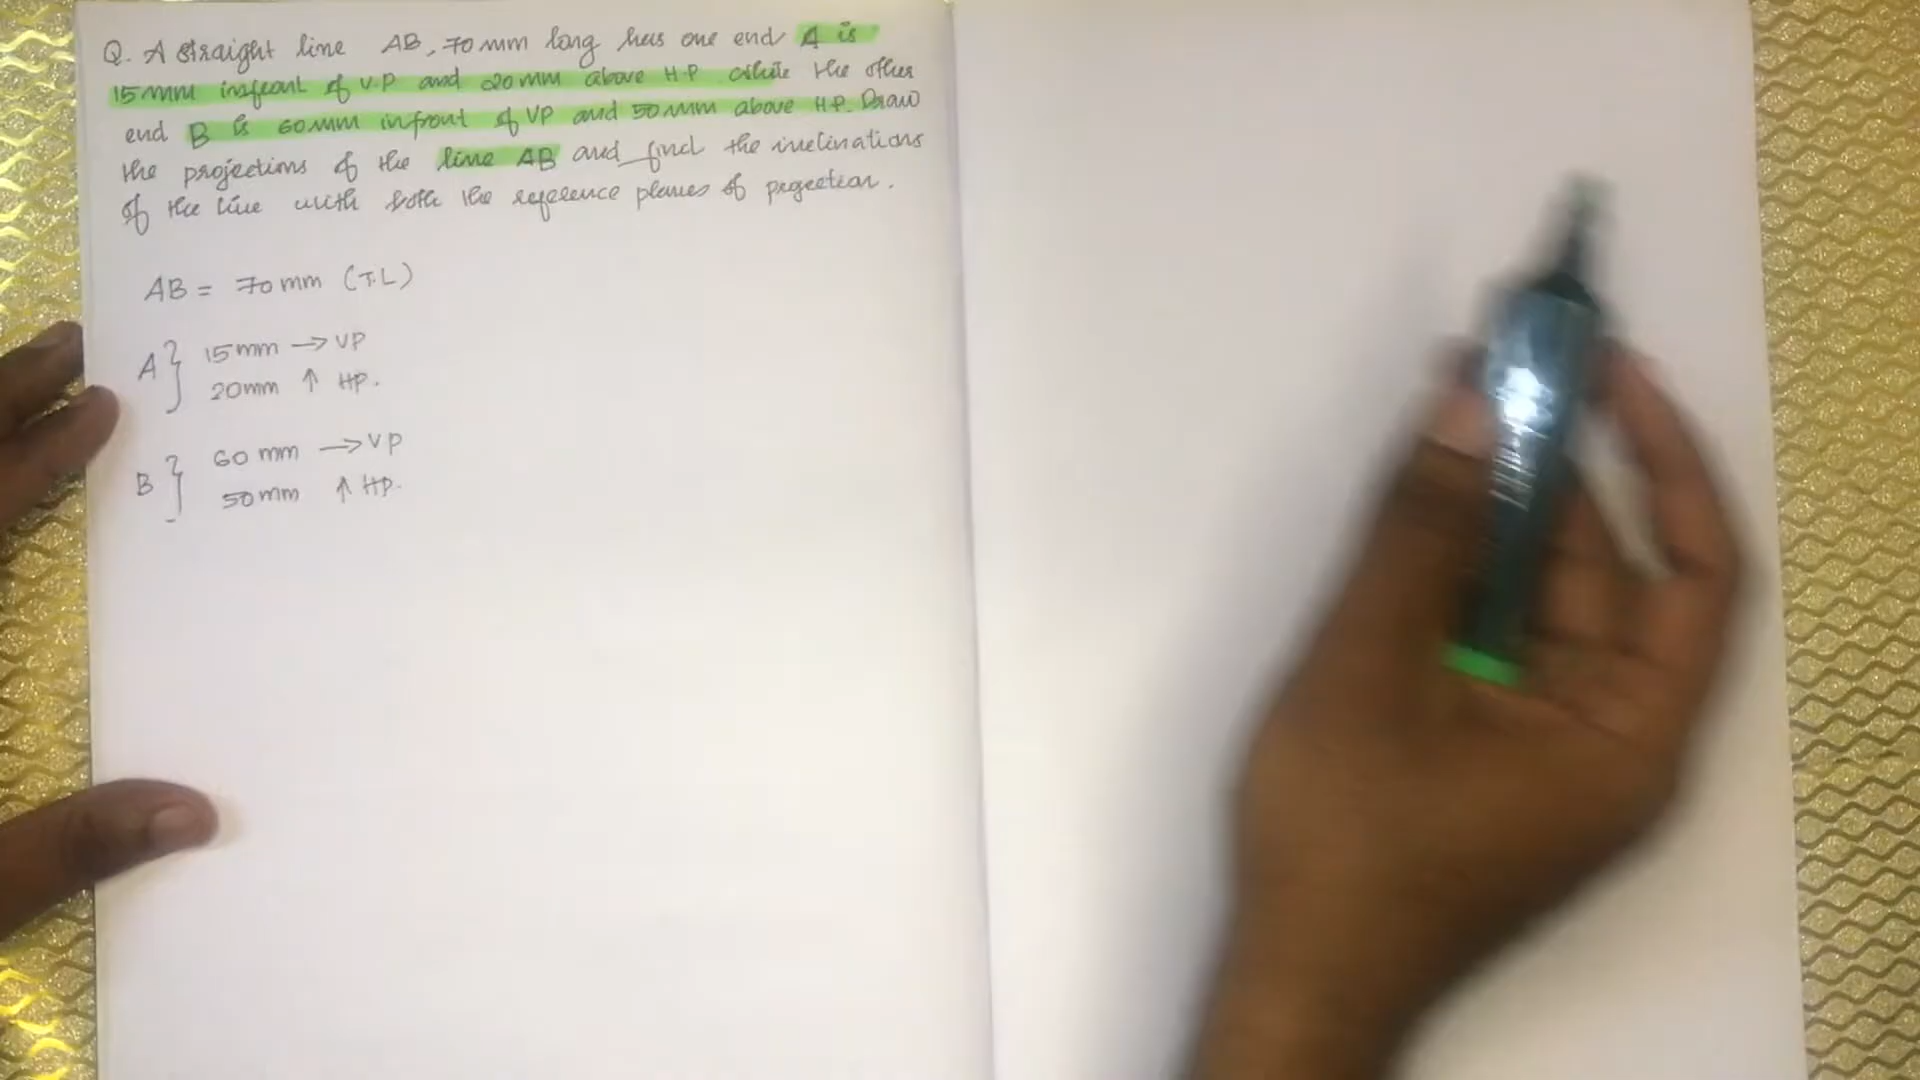 Q. A straight line AB, 70 mm long has one end A is
15 mm infront of V.P and 20 mm above H.P while the other
end B is 60 mm infront of VP and 50 mm above H.P. Draw
the projections of the line AB and find the inclinations
of the line with both the reference planes of projection.
AB = 70 mm (T.L)
A } 15 mm → VP
20 mm ↑ HP.
B } 60 mm → VP
50 mm ↑ HP.